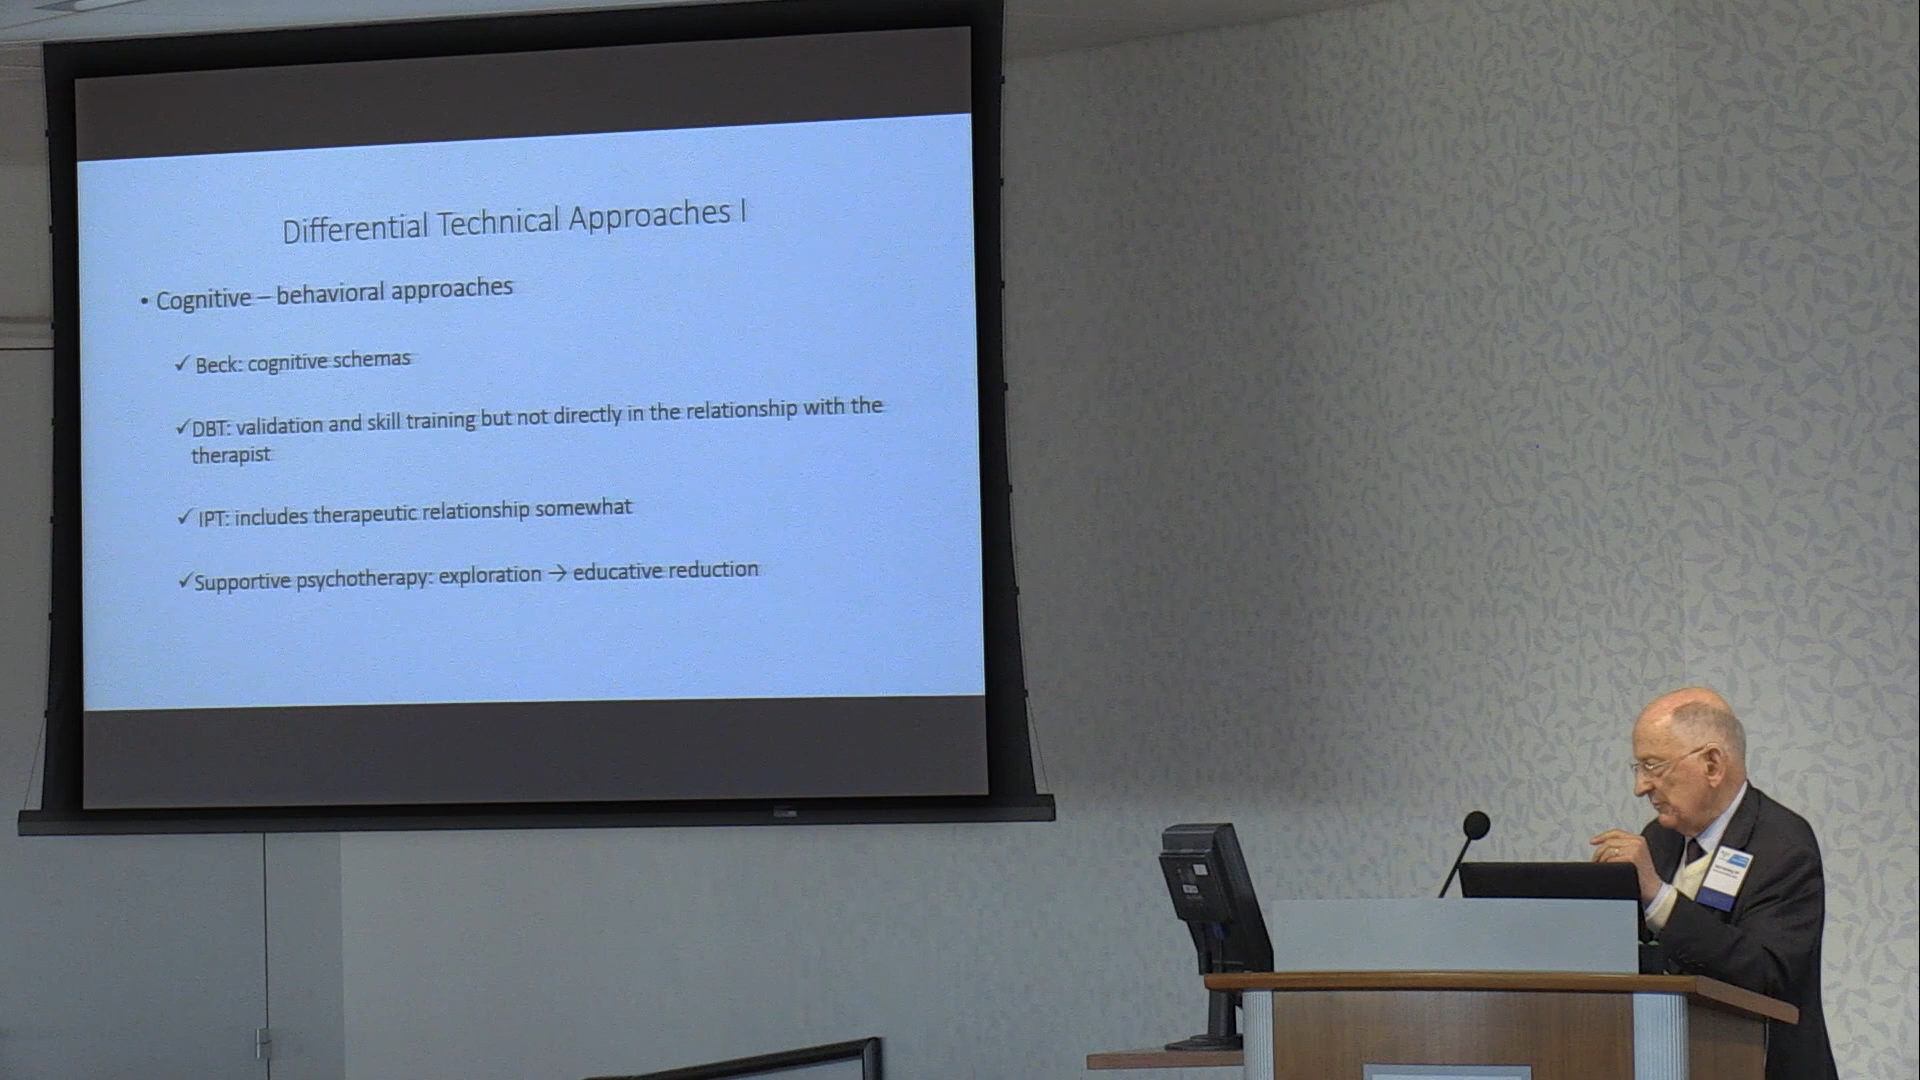 Differential Technical Approaches I
• Cognitive – behavioral approaches
✓ Beck: cognitive schemas
✓ DBT: validation and skill training but not directly in the relationship with the
therapist
✓ IPT: includes therapeutic relationship somewhat
✓ Supportive psychotherapy: exploration → educative reduction